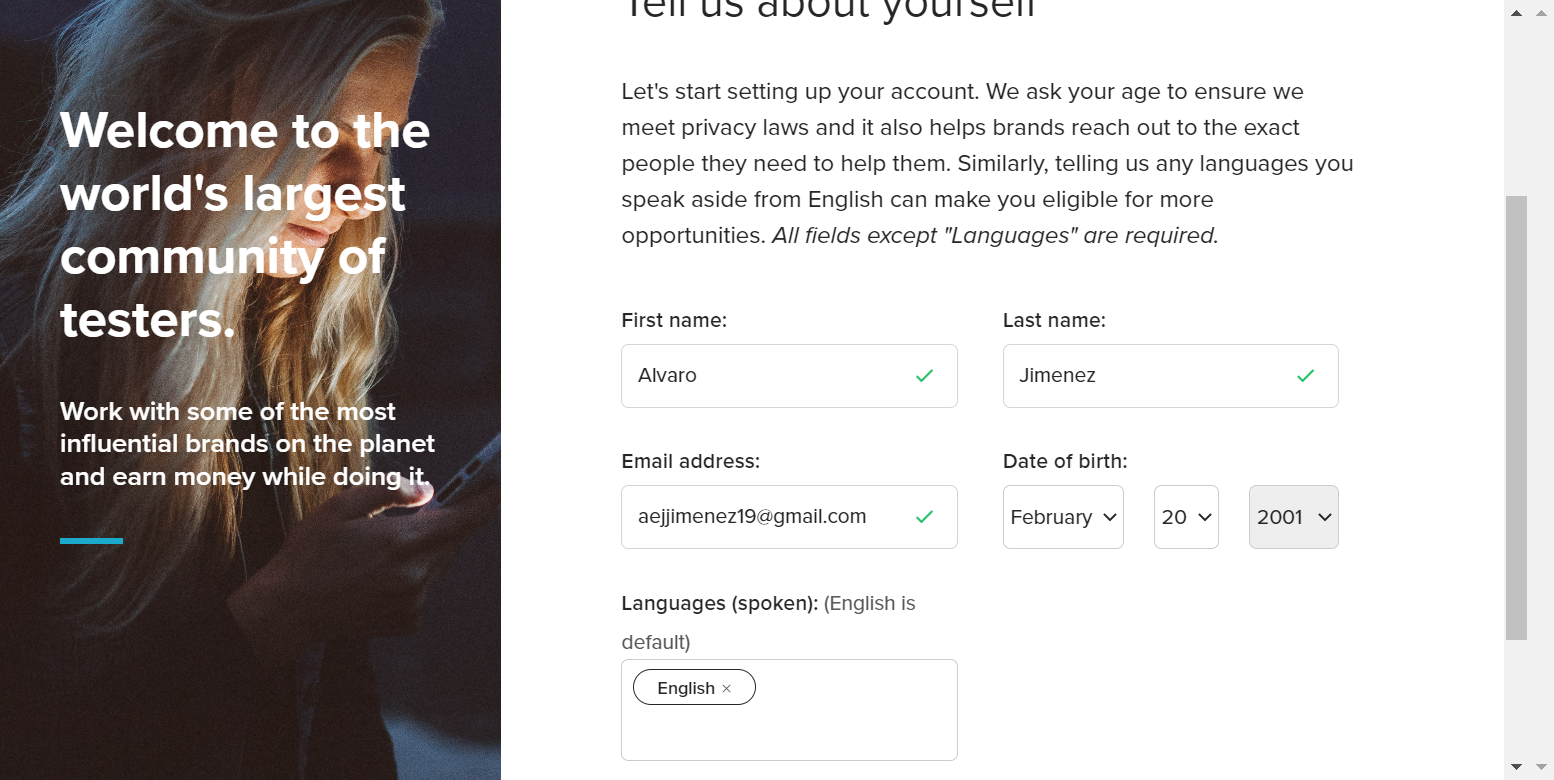 Welcome to the
world's largest
community of
testers.
Work with some of the most
influential brands on the planet
and earn money while doing it.
Tell us about yourself
Let's start setting up your account. We ask your age to ensure we
meet privacy laws and it also helps brands reach out to the exact
people they need to help them. Similarly, telling us any languages you
speak aside from English can make you eligible for more
opportunities. All fields except "Languages" are required.
First name:
Last name:
Alvaro
Jimenez
Email address:
Date of birth:
aejjimenez19@gmail.com
February
20
2001
Languages (spoken): (English is
default)
English ×